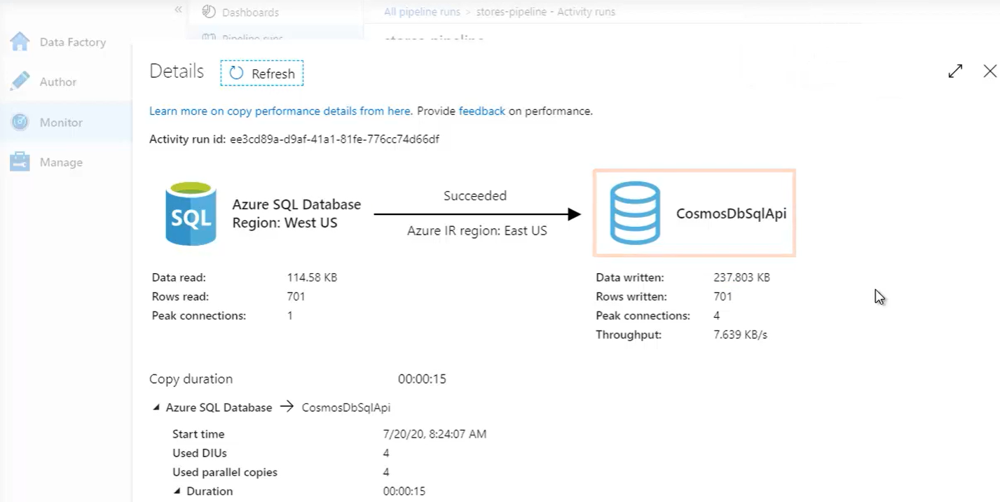 Dashboards
All pipeline runs > stores-pipeline - Activity runs
Pipeline runs
stores-pipeline
Data Factory
Author
Monitor
Manage
Details
Refresh
Learn more on copy performance details from here. Provide feedback on performance.
Activity run id: ee3cd89a-d9af-41a1-81fe-776cc74d66df
SQL
Azure SQL Database
Region: West US
Succeeded
Azure IR region: East US
CosmosDbSqlApi
Data read: 114.58 KB
Rows read: 701
Peak connections: 1
Data written: 237.803 KB
Rows written: 701
Peak connections: 4
Throughput: 7.639 KB/s
Copy duration 00:00:15
Azure SQL Database → CosmosDbSqlApi
Start time 7/20/20, 8:24:07 AM
Used DIUs 4
Used parallel copies 4
Duration 00:00:15